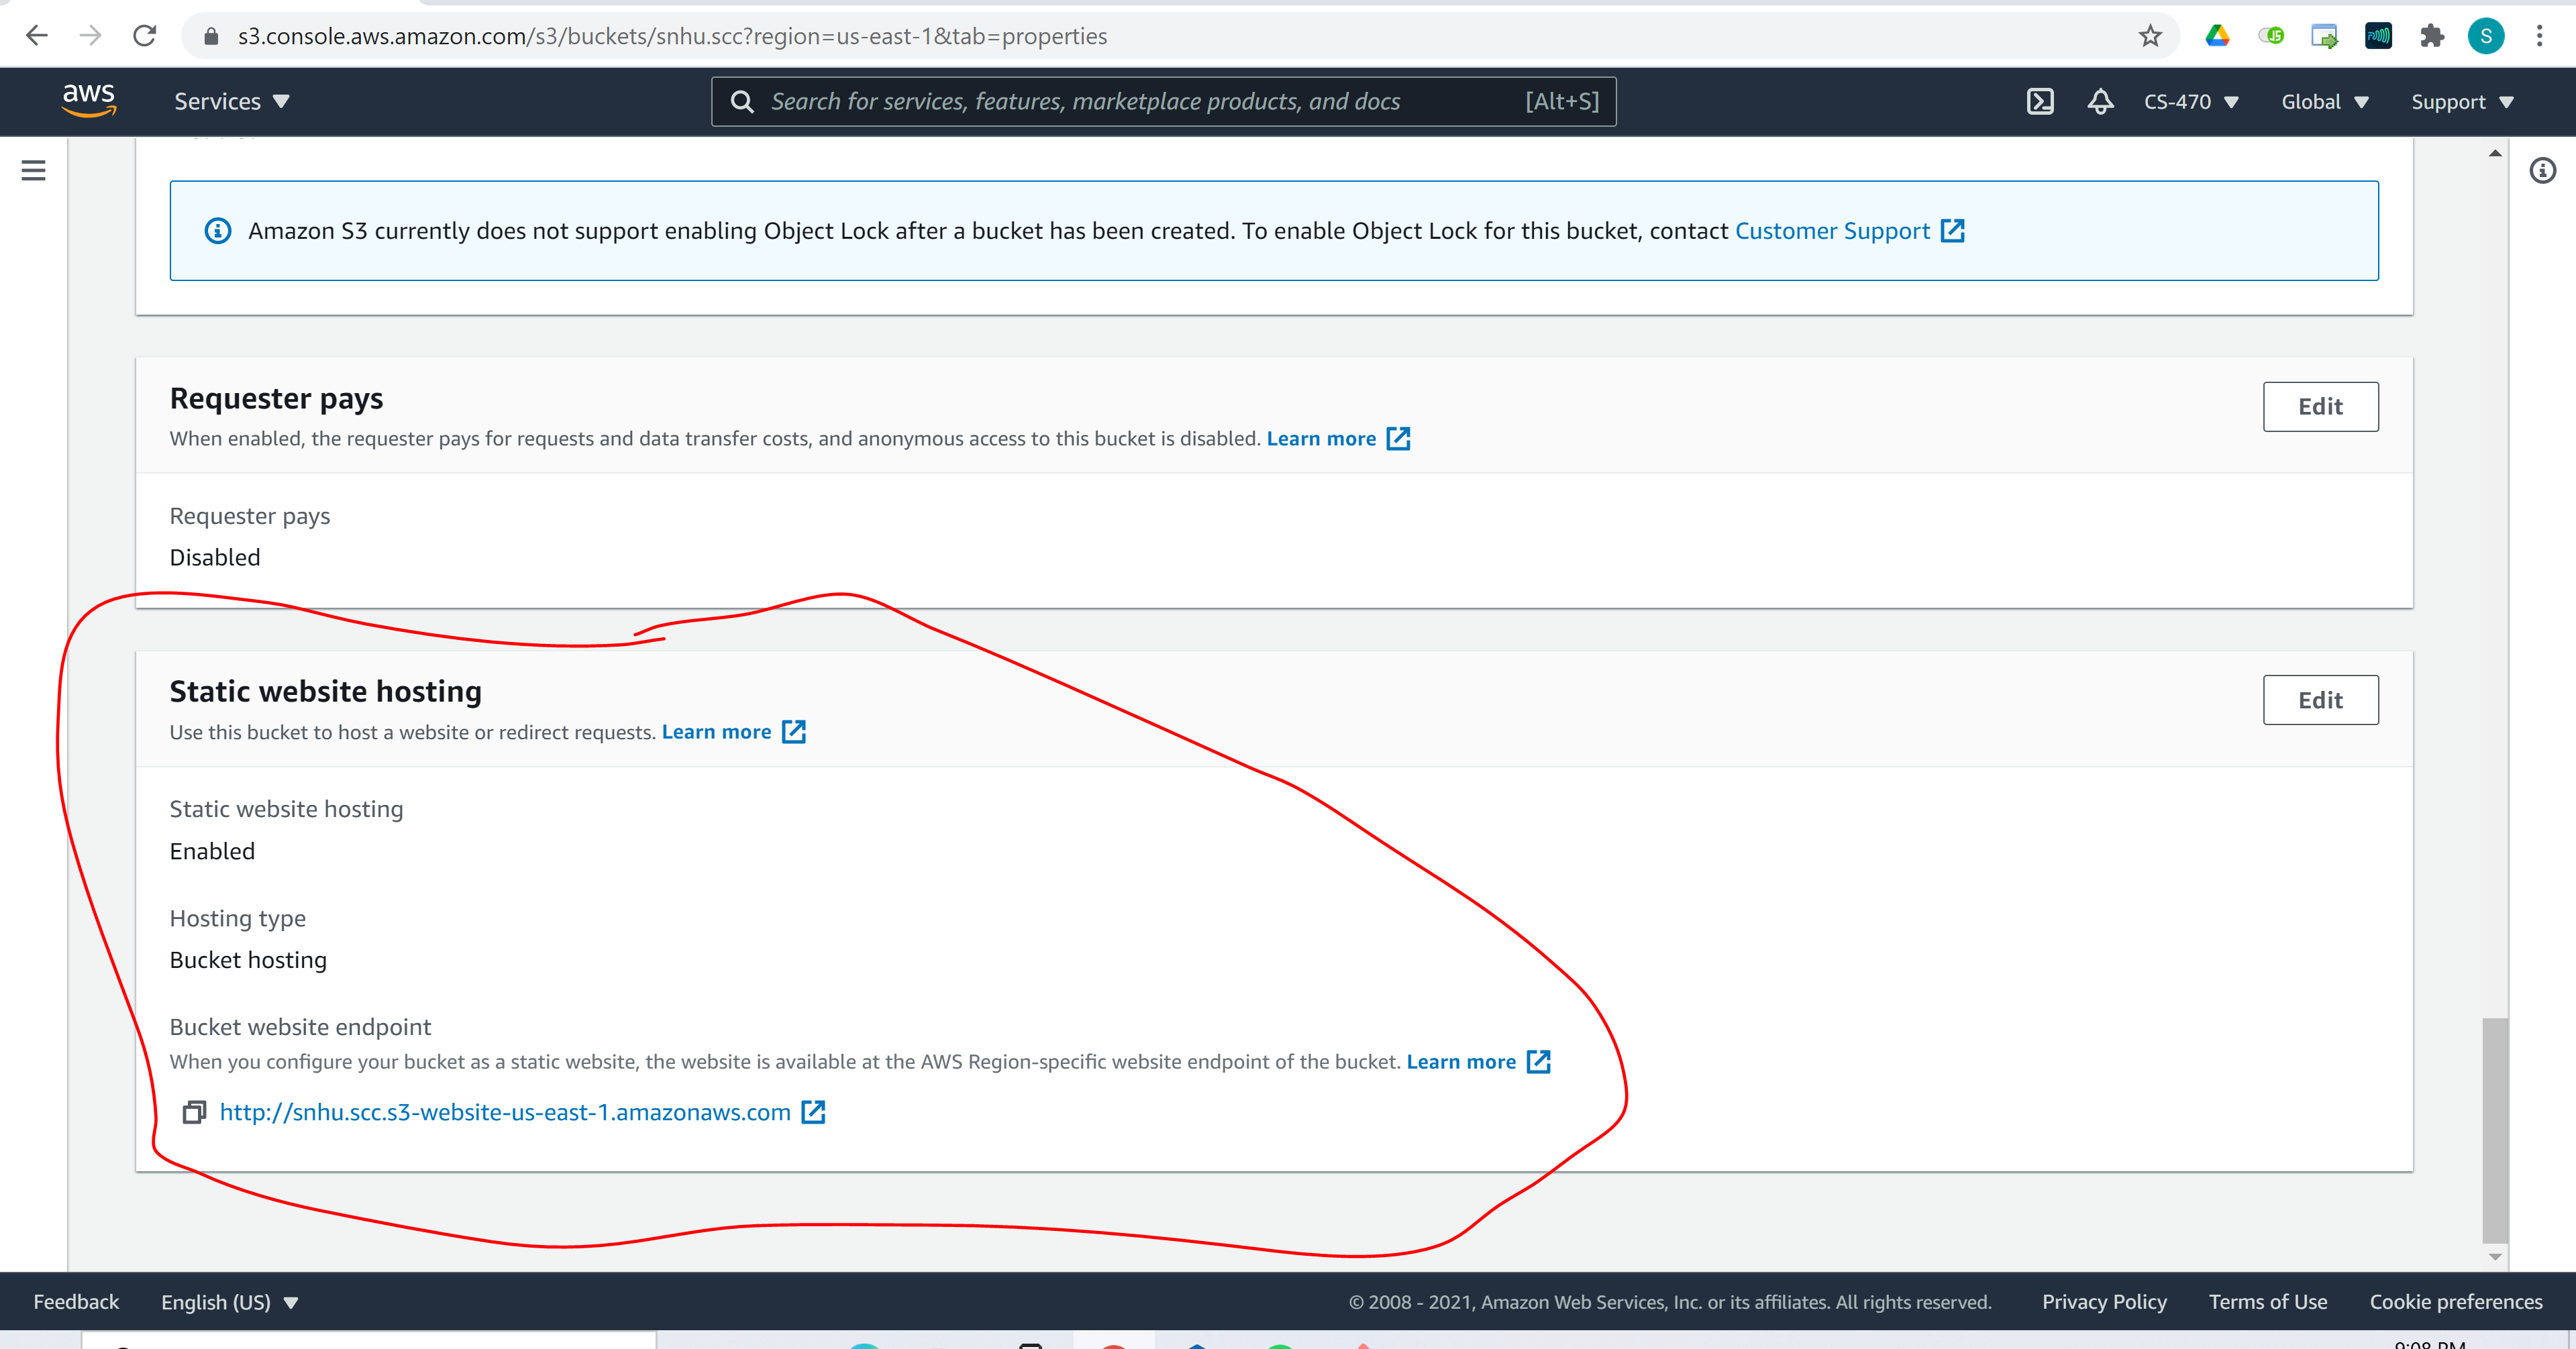 s3.console.aws.amazon.com/s3/buckets/snhu.scc?region=us-east-1&tab=properties
S
aws
Services
Search for services, features, marketplace products, and docs
[Alt+S]
CS-470
Global
Support
Amazon S3 currently does not support enabling Object Lock after a bucket has been created. To enable Object Lock for this bucket, contact Customer Support
Requester pays
Edit
When enabled, the requester pays for requests and data transfer costs, and anonymous access to this bucket is disabled. Learn more
Requester pays
Disabled
Static website hosting
Edit
Use this bucket to host a website or redirect requests. Learn more
Static website hosting
Enabled
Hosting type
Bucket hosting
Bucket website endpoint
When you configure your bucket as a static website, the website is available at the AWS Region-specific website endpoint of the bucket. Learn more
http://snhu.scc.s3-website-us-east-1.amazonaws.com
Feedback
English (US)
© 2008 - 2021, Amazon Web Services, Inc. or its affiliates. All rights reserved.
Privacy Policy
Terms of Use
Cookie preferences